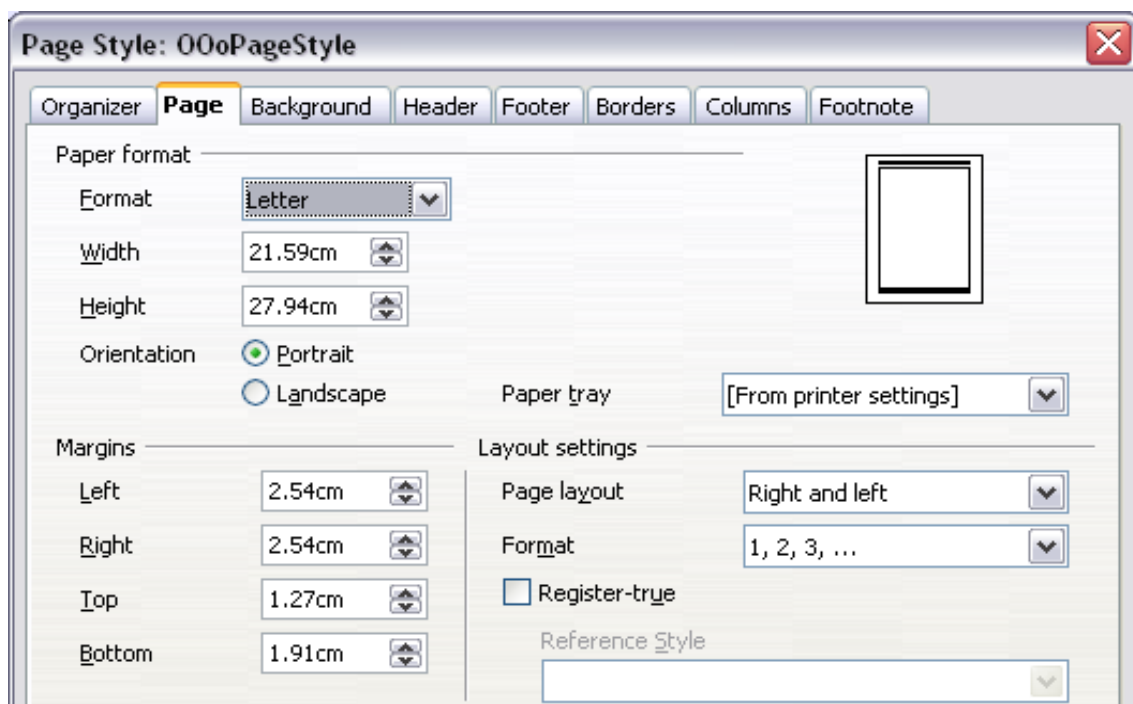 Page Style: OOoPageStyle
Organizer Page Background Header Footer Borders Columns Footnote
Paper format
Format Letter
Width 21.59cm
Height 27.94cm
Orientation Portrait
Landscape
Paper tray [From printer settings]
Margins
Left 2.54cm
Right 2.54cm
Top 1.27cm
Bottom 1.91cm
Layout settings
Page layout Right and left
Format 1, 2, 3, ...
Register-true
Reference Style